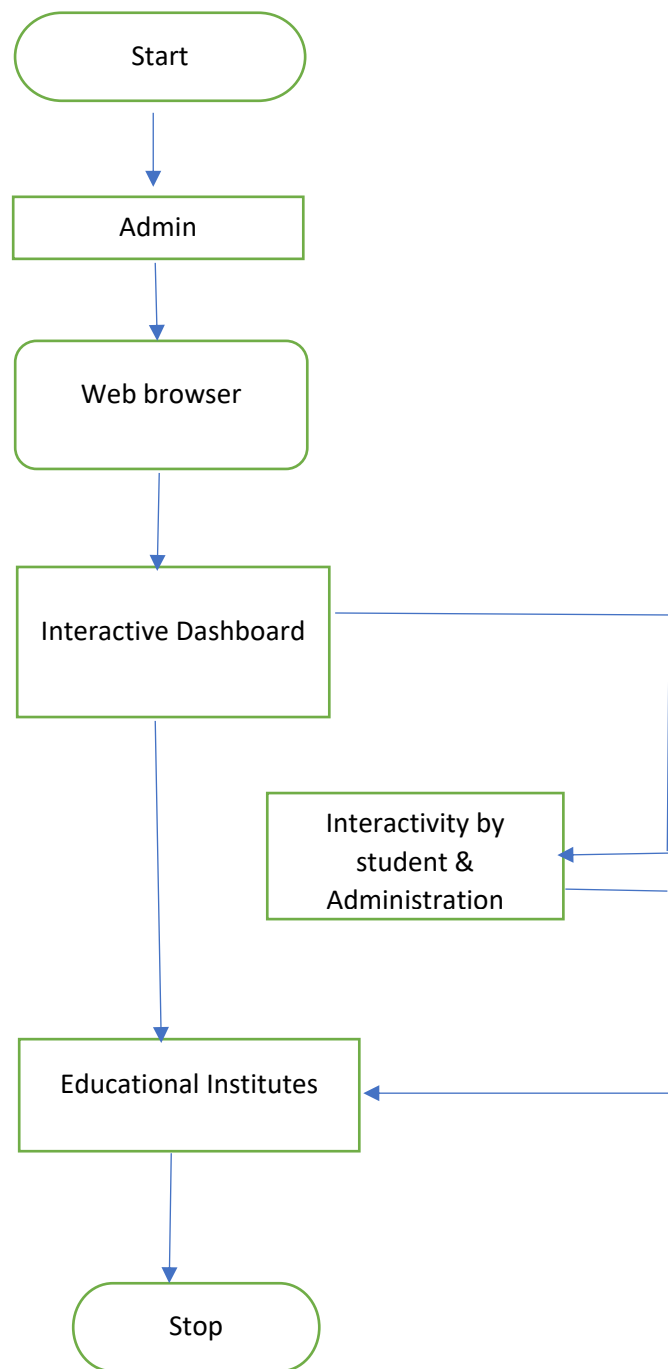 Start
Admin
Web browser
Interactive Dashboard
Interactivity by
student &
Administration
Educational Institutes
Stop